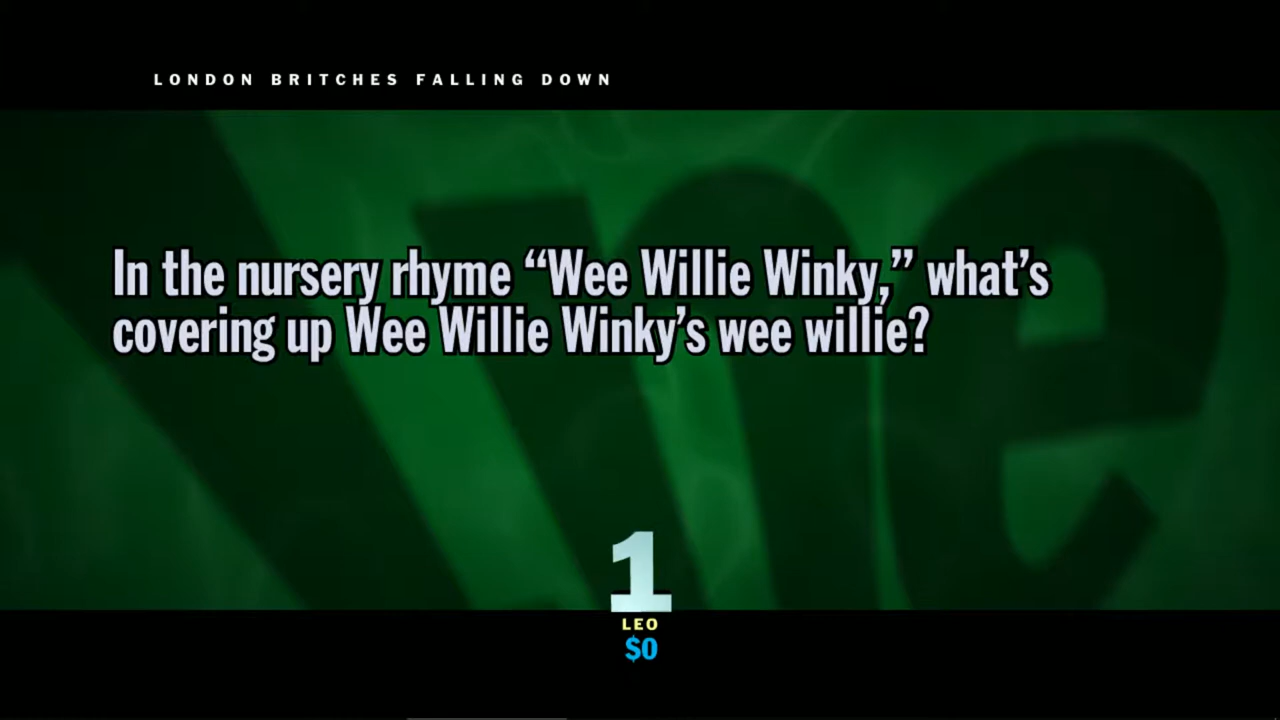 LONDON BRITCHES FALLING DOWN
In the nursery rhyme “Wee Willie Winky,” what’s
covering up Wee Willie Winky’s wee willie?
1
LEO
$0